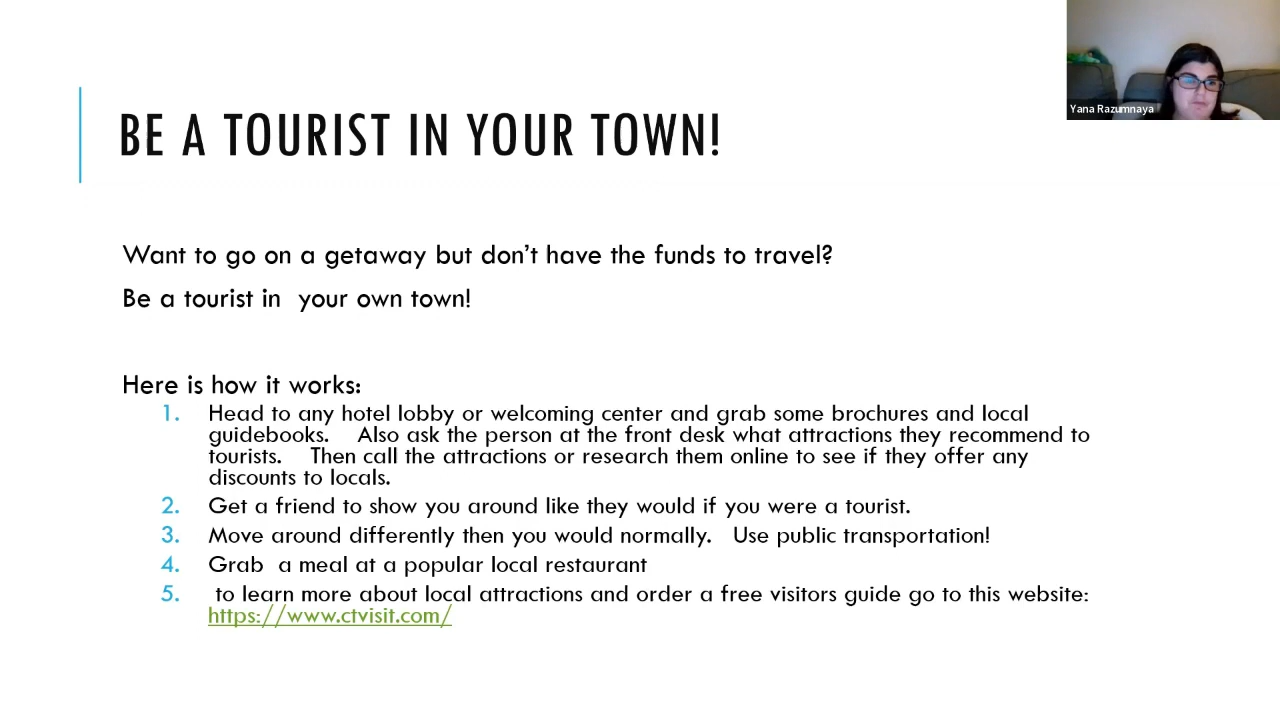 BE A TOURIST IN YOUR TOWN!
Yana Razumnaya
Want to go on a getaway but don't have the funds to travel?
Be a tourist in  your own town!
Here is how it works:
1. Head to any hotel lobby or welcoming center and grab some brochures and local
guidebooks.    Also ask the person at the front desk what attractions they recommend to
tourists.    Then call the attractions or research them online to see if they offer any
discounts to locals.
2. Get a friend to show you around like they would if you were a tourist.
3. Move around differently then you would normally.   Use public transportation!
4. Grab  a meal at a popular local restaurant
5. to learn more about local attractions and order a free visitors guide go to this website:
https://www.ctvisit.com/